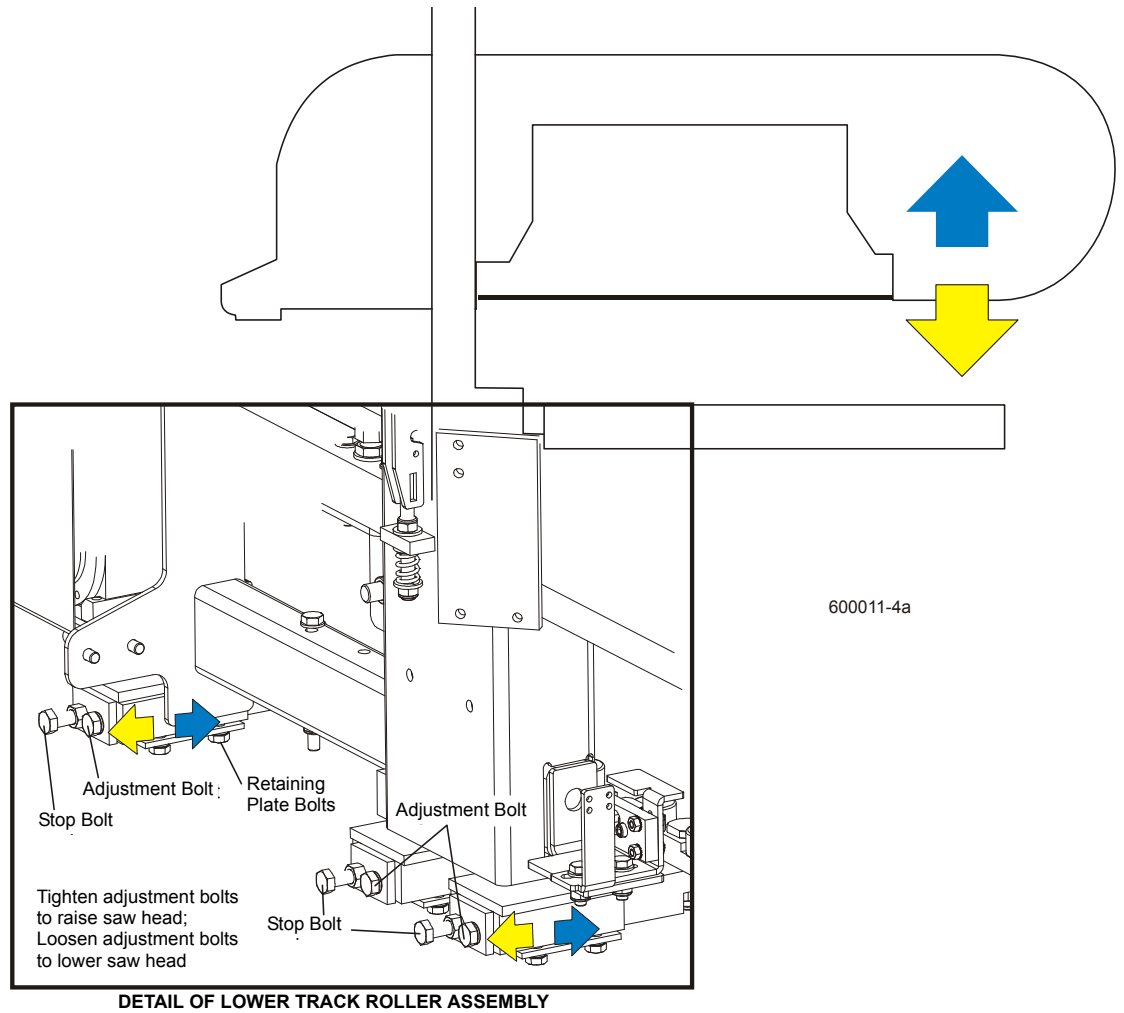 600011-4a
Adjustment Bolt
Retaining
Plate Bolts
Stop Bolt
Adjustment Bolt
Stop Bolt
Tighten adjustment bolts
to raise saw head;
Loosen adjustment bolts
to lower saw head
DETAIL OF LOWER TRACK ROLLER ASSEMBLY